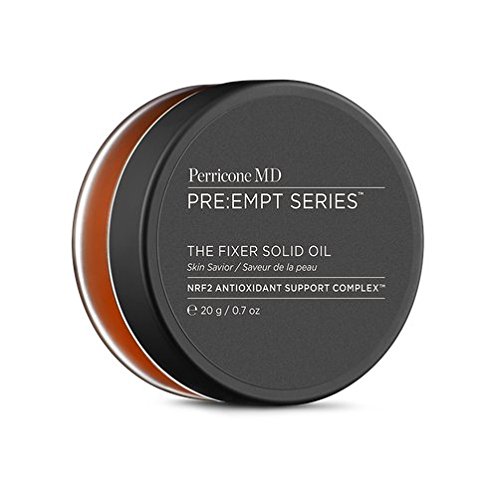 Perricone MD
PRE:EMPT SERIES™
THE FIXER SOLID OIL
Skin Savior / Saveur de la peau
NRF2 ANTIOXIDANT SUPPORT COMPLEX™
℮ 20 g / 0.7 oz